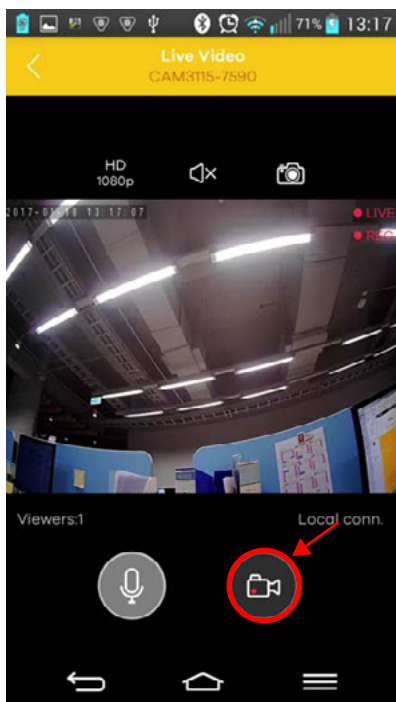 71% 13:17
Live Video
CAM3115-7590
HD
1080p
2017-01-18 13:17:07
LIVE
REC
Viewers:1
Local conn.